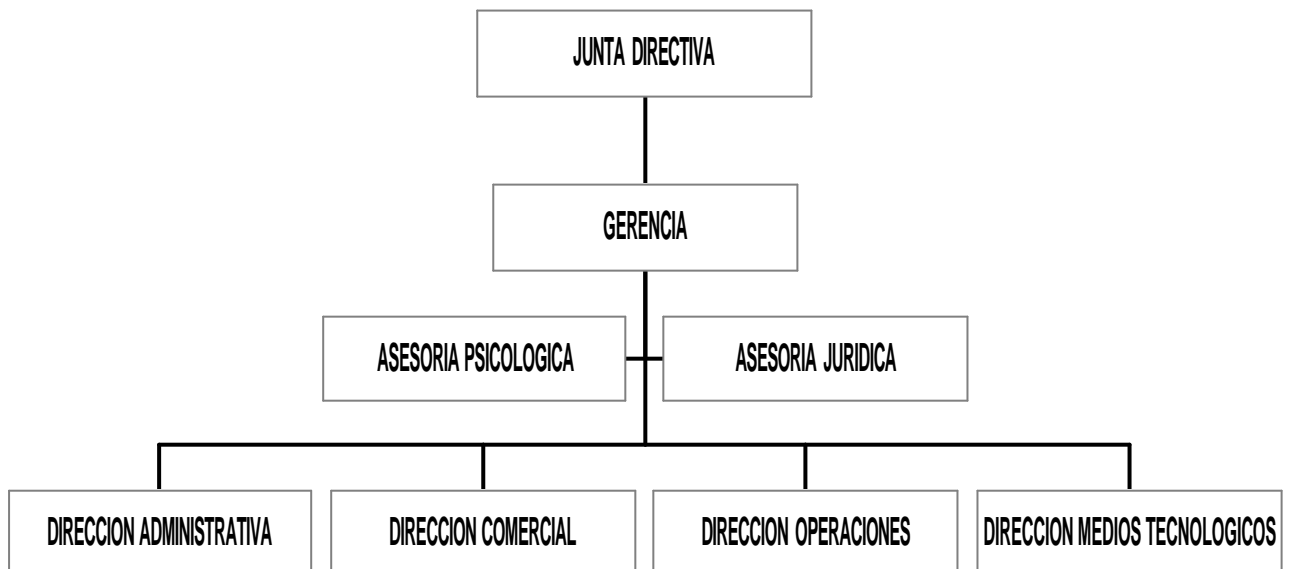 JUNTA DIRECTIVA
GERENCIA
ASESORIA PSICOLOGICA
ASESORIA JURIDICA
DIRECCION ADMINISTRATIVA
DIRECCION COMERCIAL
DIRECCION OPERACIONES
DIRECCION MEDIOS TECNOLOGICOS